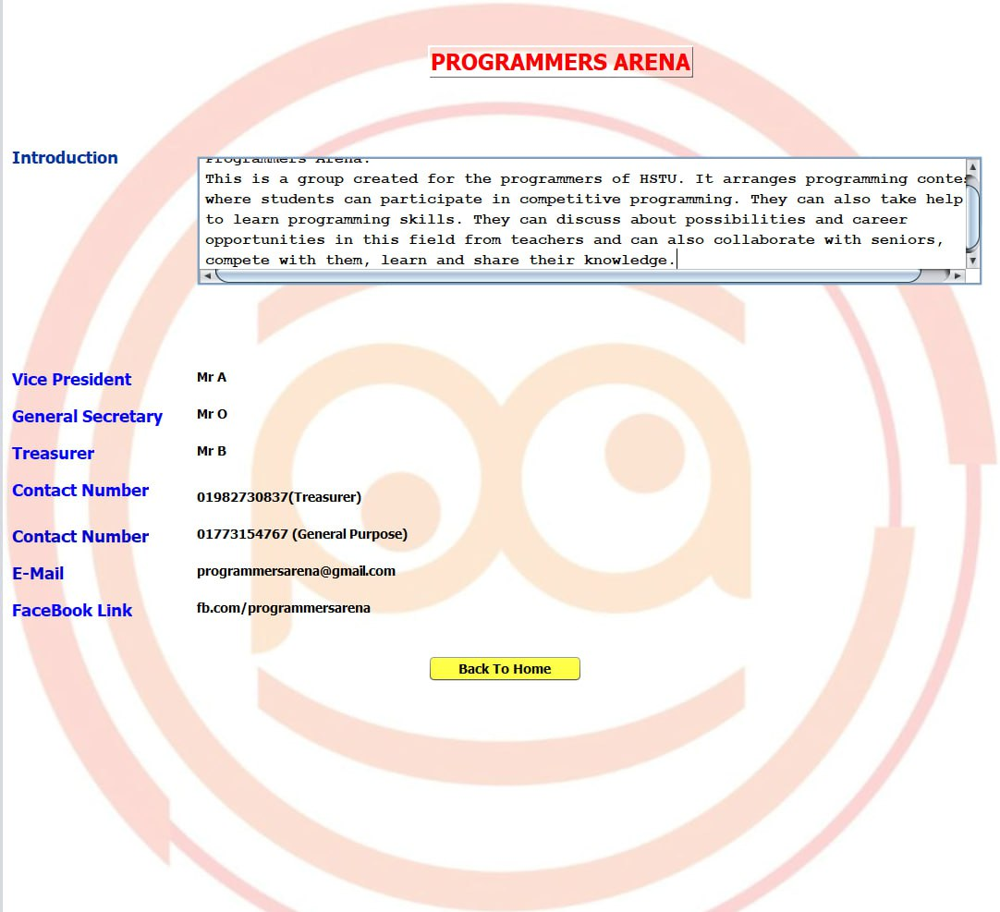 PROGRAMMERS ARENA
Introduction
Programmers Arena.
This is a group created for the programmers of HSTU. It arranges programming contes
where students can participate in competitive programming. They can also take help
to learn programming skills. They can discuss about possibilities and career
opportunities in this field from teachers and can also collaborate with seniors,
compete with them, learn and share their knowledge.
Vice President Mr A
General Secretary Mr O
Treasurer Mr B
Contact Number 01982730837(Treasurer)
Contact Number 01773154767 (General Purpose)
E-Mail programmersarena@gmail.com
FaceBook Link fb.com/programmersarena
Back To Home
pa